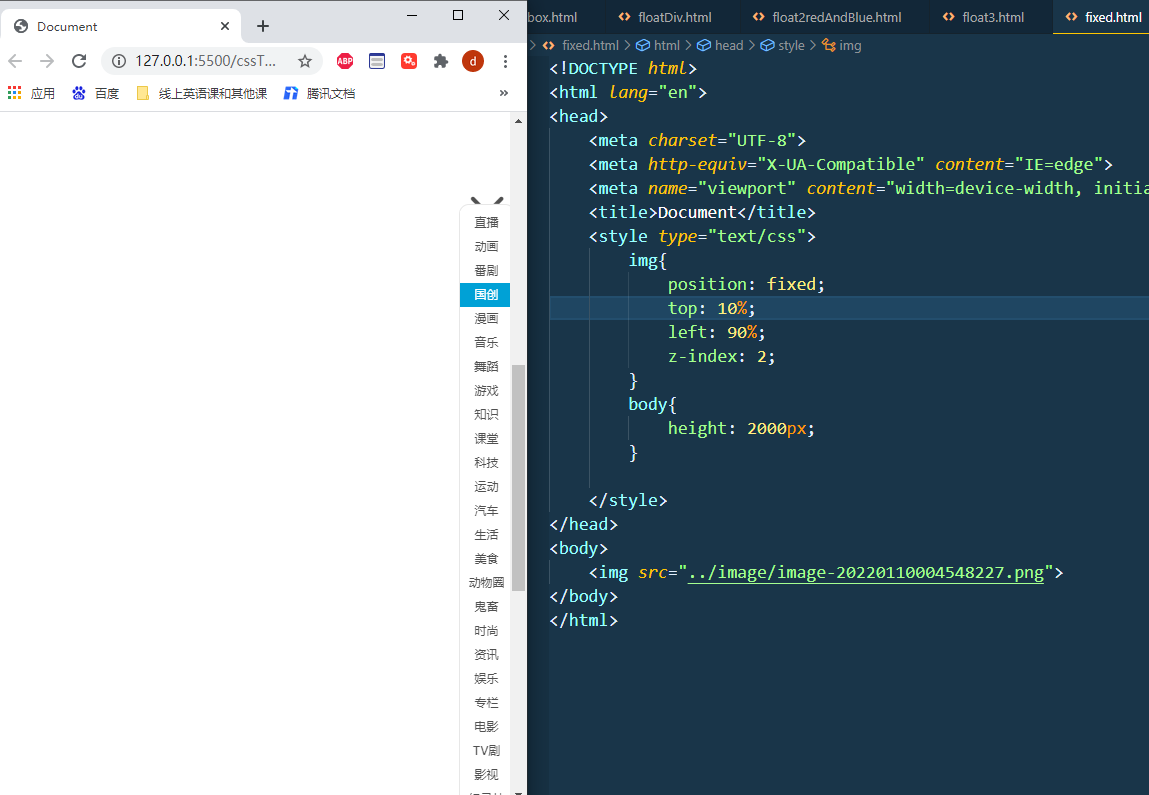 Document
127.0.0.1:5500/cssT...
ABP
d
应用
百度
线上英语课和其他课
腾讯文档
»
直播
动画
番剧
国创
漫画
音乐
舞蹈
游戏
知识
课堂
科技
运动
汽车
生活
美食
动物圈
鬼畜
时尚
资讯
娱乐
专栏
电影
TV剧
影视
box.html
floatDiv.html
float2redAndBlue.html
float3.html
fixed.html
fixed.html > html > head > style > img
<!DOCTYPE html>
<html lang="en">
<head>
<meta charset="UTF-8">
<meta http-equiv="X-UA-Compatible" content="IE=edge">
<meta name="viewport" content="width=device-width, initia
<title>Document</title>
<style type="text/css">
img{
position: fixed;
top: 10%;
left: 90%;
z-index: 2;
}
body{
height: 2000px;
}
</style>
</head>
<body>
<img src="../image/image-20220110004548227.png">
</body>
</html>